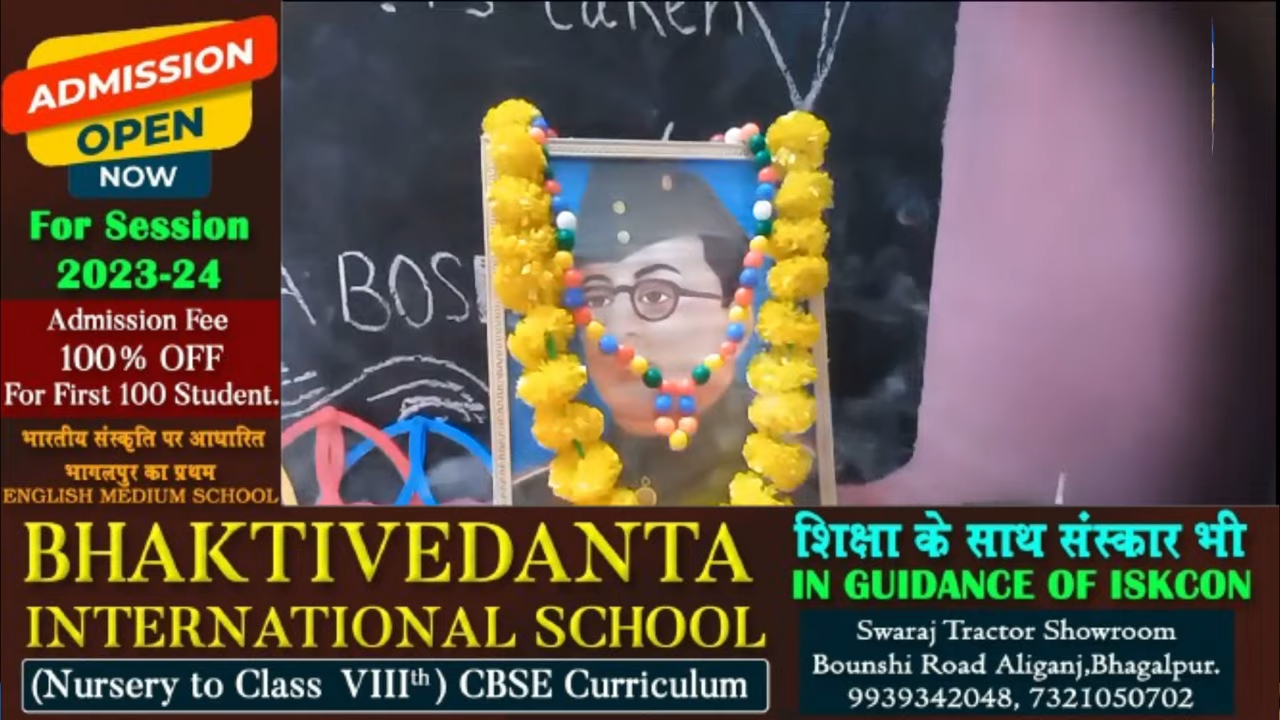 ADMISSION
OPEN
NOW
For Session
2023-24
Admission Fee
100% OFF
For First 100 Student.
भारतीय संस्कृति पर आधारित
भागलपुर का प्रथम
ENGLISH MEDIUM SCHOOL
taken
A BOSE
BHAKTIVEDANTA
INTERNATIONAL SCHOOL
(Nursery to Class VIIIth) CBSE Curriculum
शिक्षा के साथ संस्कार भी
IN GUIDANCE OF ISKCON
Swaraj Tractor Showroom
Bounshi Road Aliganj,Bhagalpur.
9939342048, 7321050702